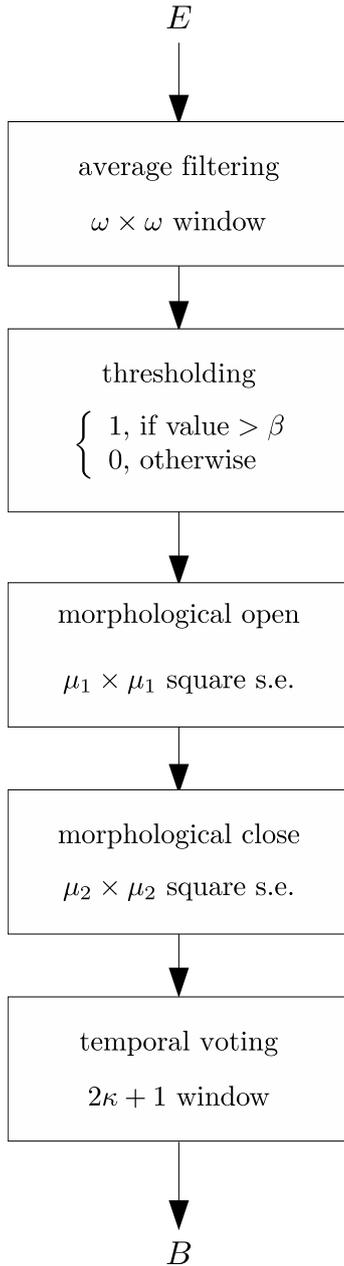 E
average filtering
ω × ω window
thresholding
{ 1, if value > β
0, otherwise
morphological open
μ₁ × μ₁ square s.e.
morphological close
μ₂ × μ₂ square s.e.
temporal voting
2κ + 1 window
B